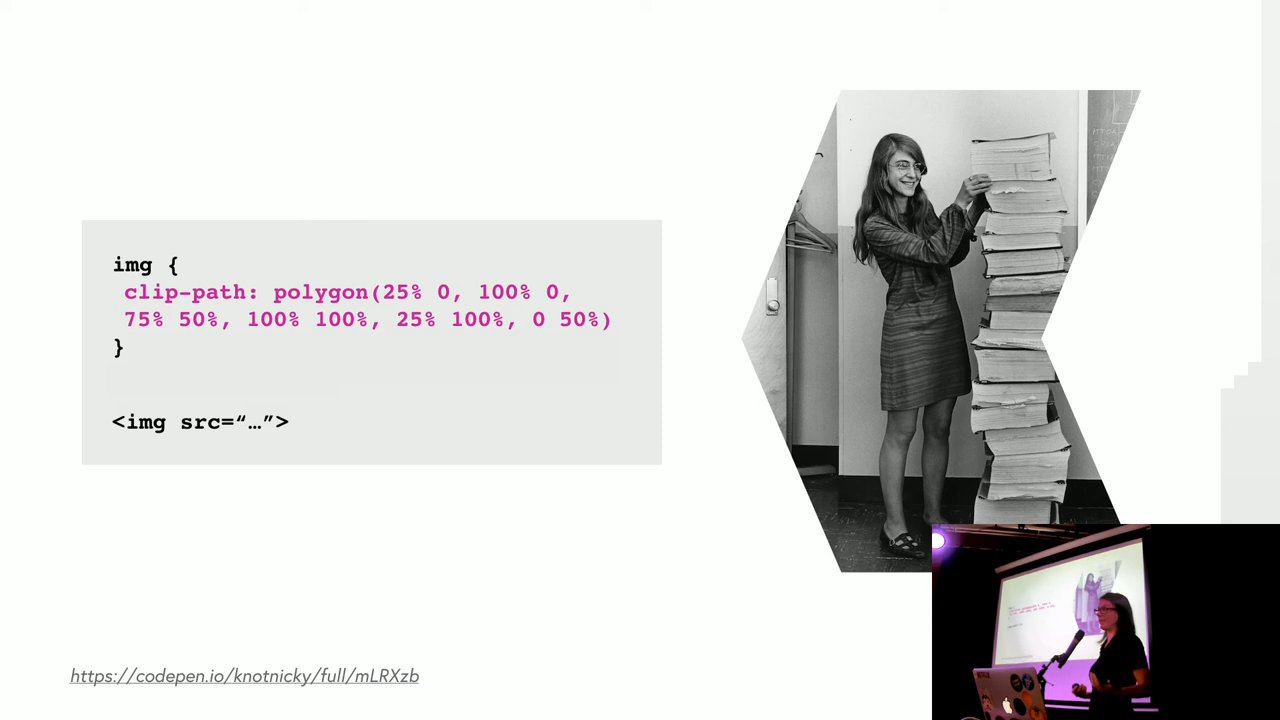 img {
clip-path: polygon(25% 0, 100% 0,
75% 50%, 100% 100%, 25% 100%, 0 50%)
}
<img src=“…”>
https://codepen.io/knotnicky/full/mLRXzb